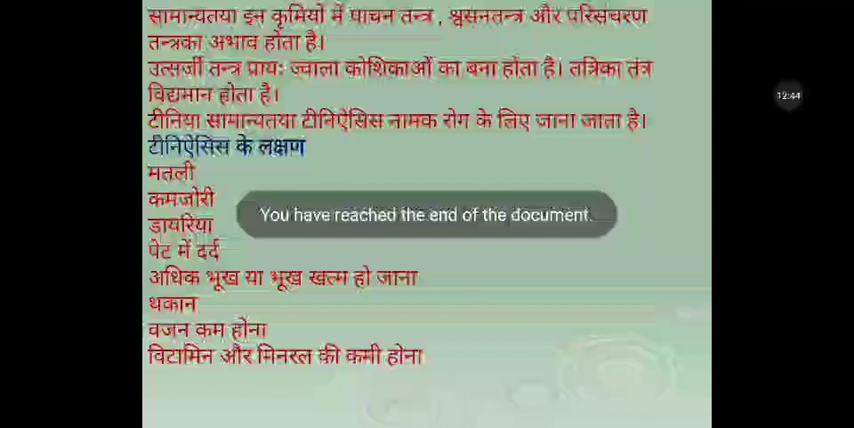 सामान्यतया इन कृमियों में पाचन तन्त्र , श्वसनतन्त्र और परिसंचरण
तन्त्रका अभाव होता है।
उत्सर्जी तन्त्र प्रायः ज्वाला कोशिकाओं का बना होता है। तंत्रिका तंत्र
विद्यमान होता है।
12:44
टीनिया सामान्यतया टीनिऐसिस नामक रोग के लिए जाना जाता है।
टीनिऐसिस के लक्षण
मतली
कमजोरी
You have reached the end of the document.
डायरिया
पेट में दर्द
अधिक भूख या भूख खत्म हो जाना
थकान
वजन कम होना
विटामिन और मिनरल की कमी होना